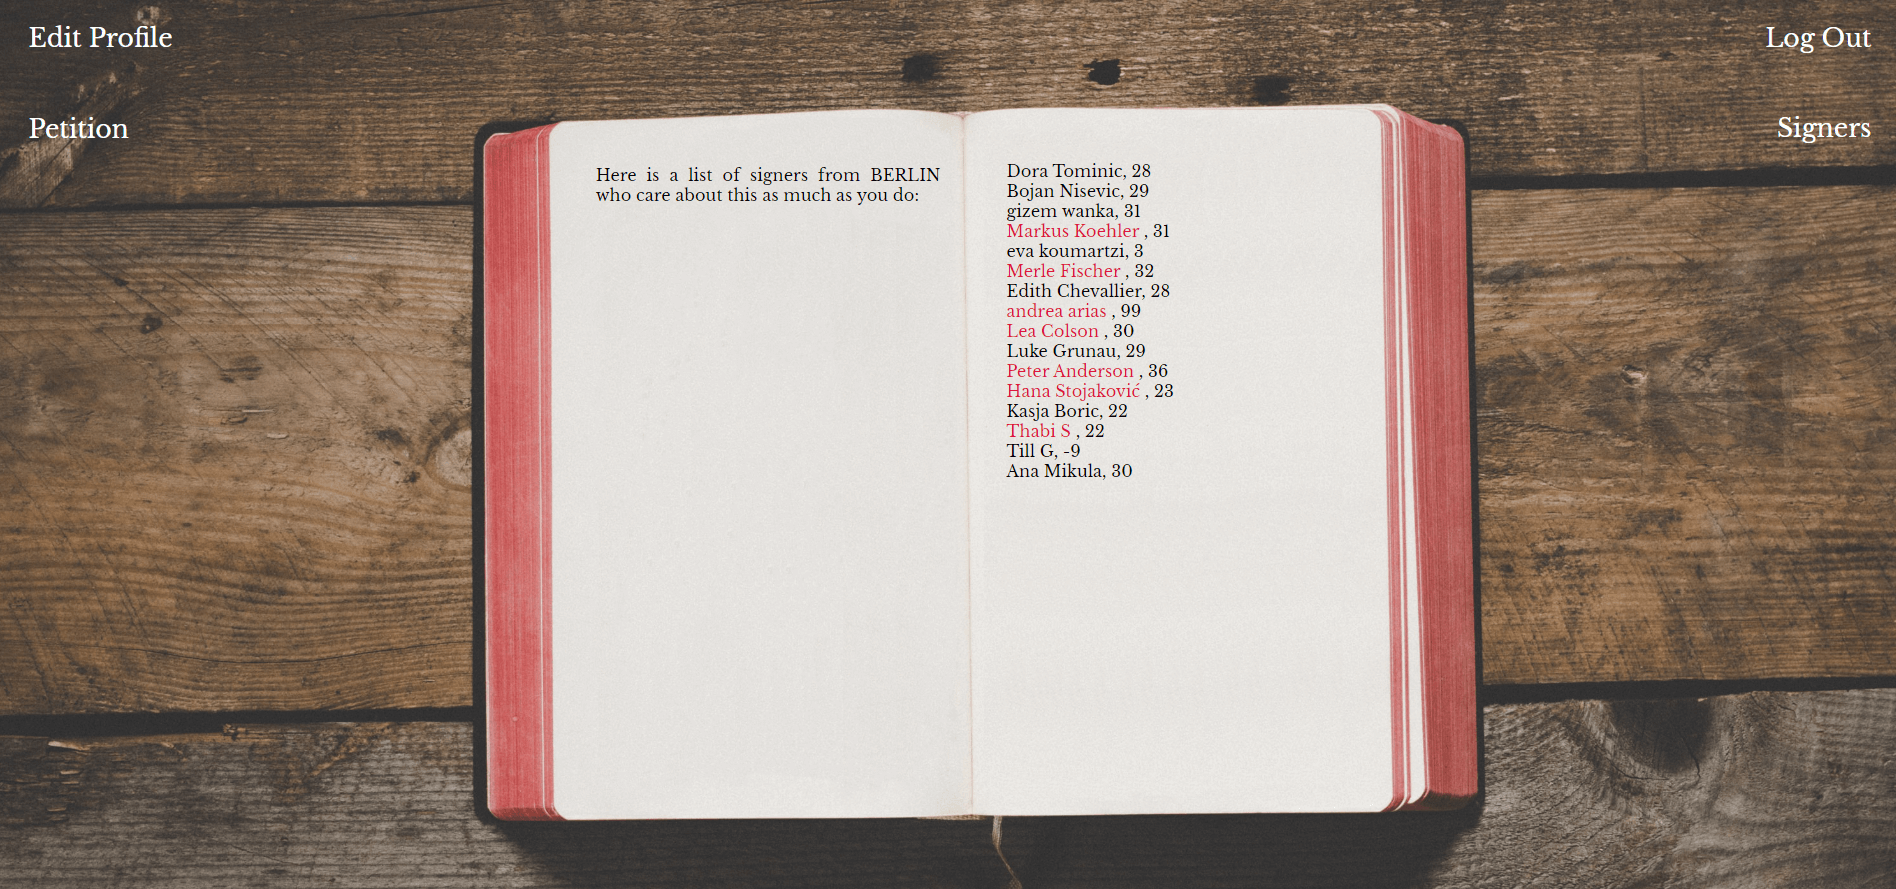 Edit Profile
Log Out
Petition
Signers
Here is a list of signers from BERLIN
who care about this as much as you do:
Dora Tominic, 28
Bojan Nisevic, 29
gizem wanka, 31
Markus Koehler , 31
eva koumartzi, 3
Merle Fischer , 32
Edith Chevallier, 28
andrea arias , 99
Lea Colson , 30
Luke Grunau, 29
Peter Anderson , 36
Hana Stojaković , 23
Kasja Boric, 22
Thabi S , 22
Till G, -9
Ana Mikula, 30